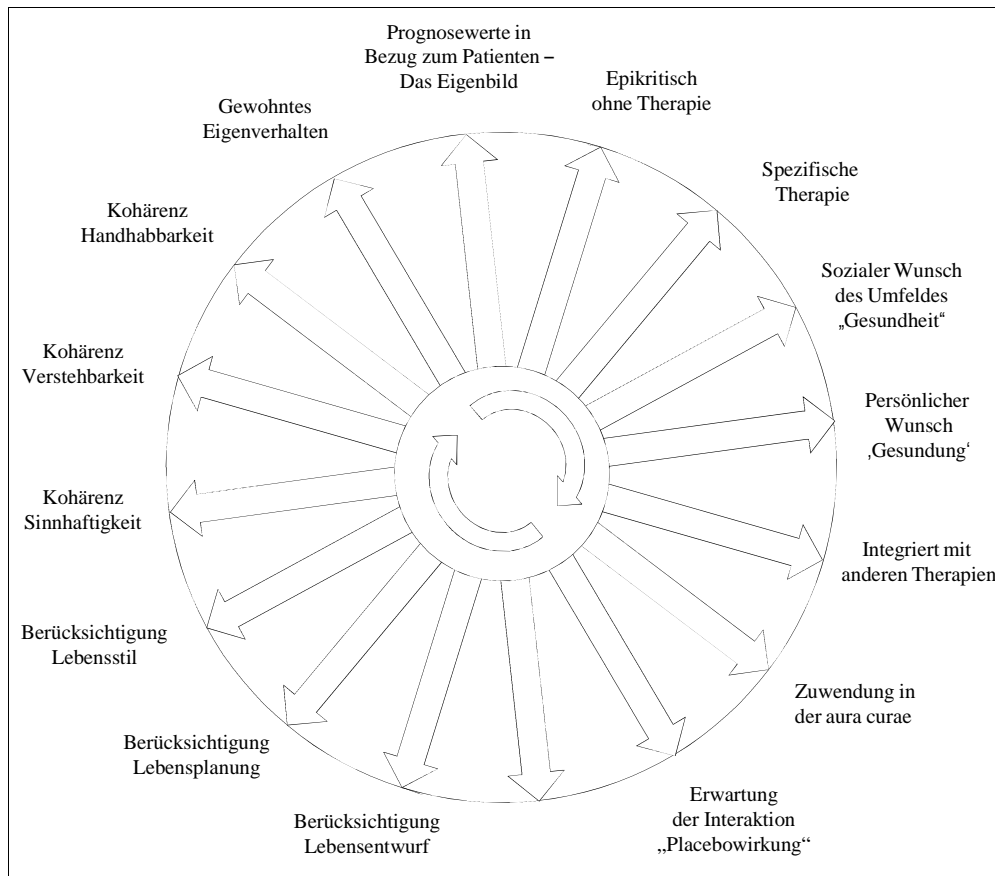 Prognosewerte in
Bezug zum Patienten –
Das Eigenbild
Epikritisch
ohne Therapie
Spezifische
Therapie
Sozialer Wunsch
des Umfeldes
„Gesundheit“
Persönlicher
Wunsch
‚Gesundung‘
Integriert mit
anderen Therapien
Zuwendung in
der aura curae
Erwartung
der Interaktion
„Placebowirkung“
Berücksichtigung
Lebensentwurf
Berücksichtigung
Lebensplanung
Berücksichtigung
Lebensstil
Kohärenz
Sinnhaftigkeit
Kohärenz
Verstehbarkeit
Kohärenz
Handhabbarkeit
Gewohntes
Eigenverhalten